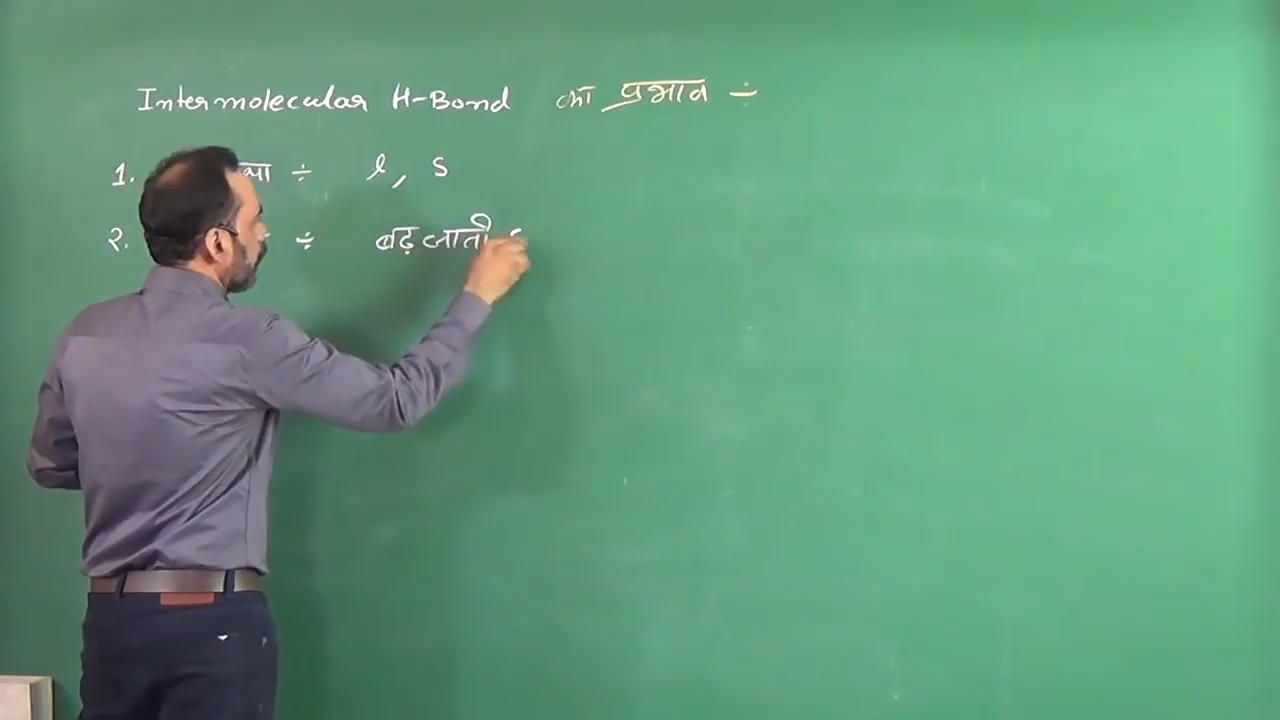 Intermolecular H-Bond का प्रभाव ÷
1. ÷ l, s
2. ÷ बढ़ जाती